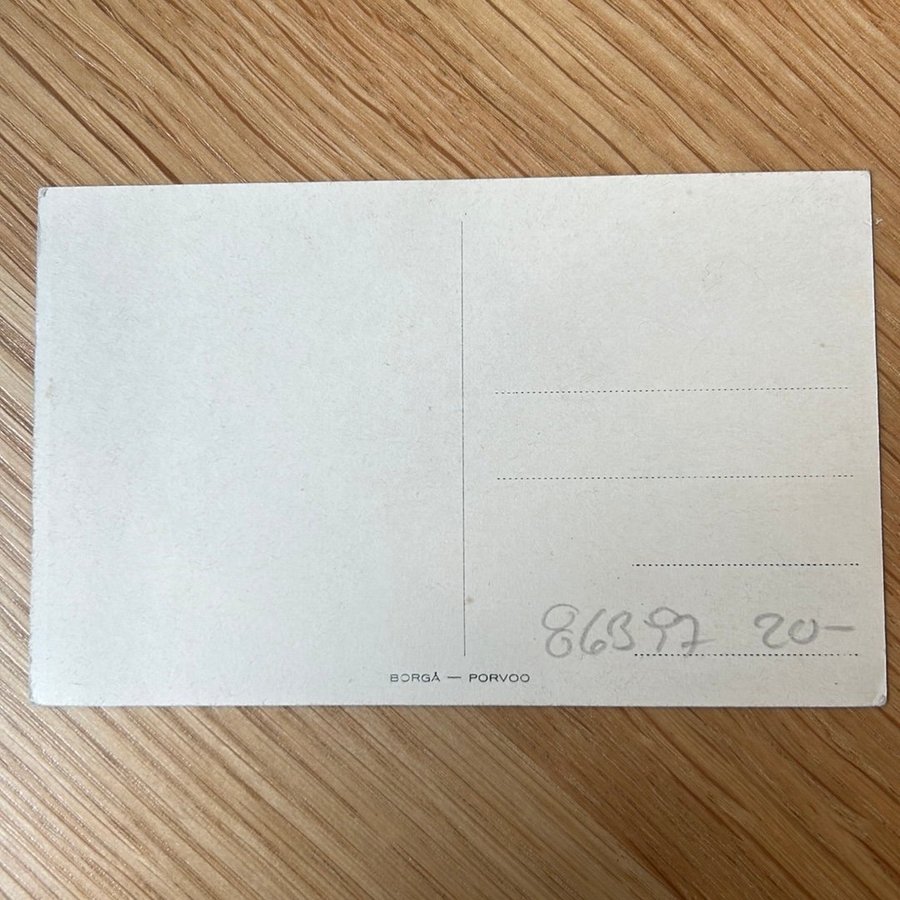 86397 20-
BORGÅ — PORVOO